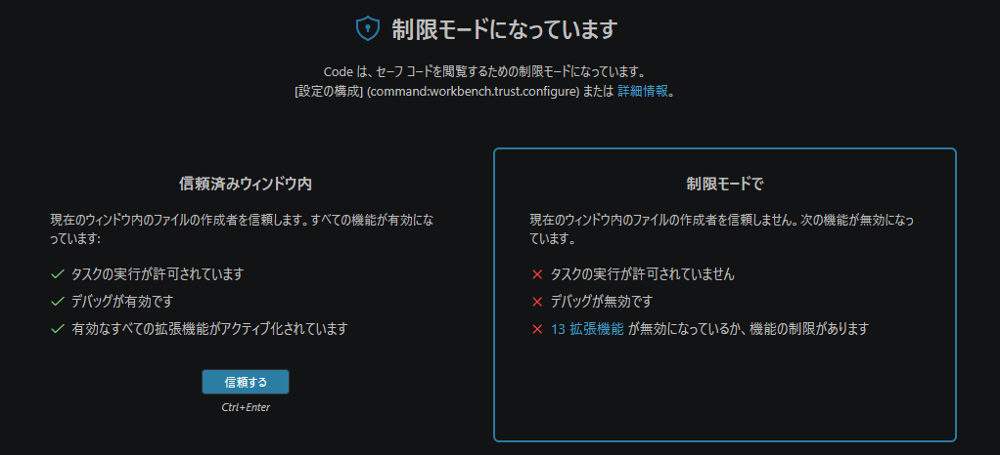 制限モードになっています
Code は、セーフ コードを閲覧するための制限モードになっています。
[設定の構成] (command:workbench.trust.configure) または 詳細情報。
信頼済みウィンドウ内
現在のウィンドウ内のファイルの作成者を信頼します。すべての機能が有効にな
っています:
タスクの実行が許可されています
デバッグが有効です
有効なすべての拡張機能がアクティブ化されています
信頼する
Ctrl+Enter
制限モードで
現在のウィンドウ内のファイルの作成者を信頼しません。次の機能が無効になっ
ています。
タスクの実行が許可されていません
デバッグが無効です
13 拡張機能 が無効になっているか、機能の制限があります